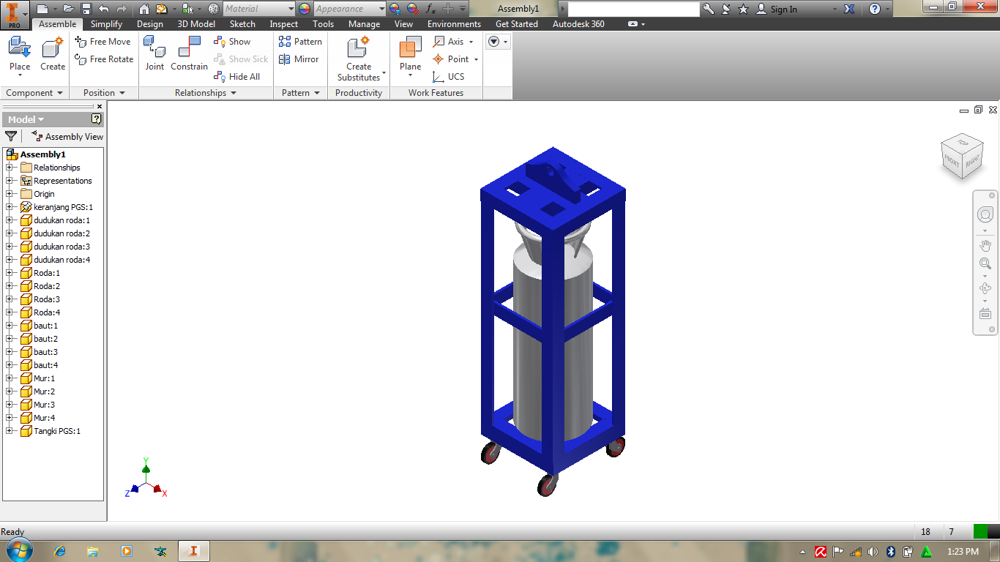 Material
Appearance
Assembly1
Sign In
PRO
Assemble Simplify Design 3D Model Sketch Inspect Tools Manage View Environments Get Started Autodesk 360
Place
Create
Free Move
Free Rotate
Joint
Constrain
Show
Show Sick
Hide All
Pattern
Mirror
Create
Substitutes
Plane
Axis
Point
UCS
Component Position Relationships Pattern Productivity Work Features
Model
Assembly View
Assembly1
Relationships
Representations
Origin
keranjang PGS:1
dudukan roda:1
dudukan roda:2
dudukan roda:3
dudukan roda:4
Roda:1
Roda:2
Roda:3
Roda:4
baut:1
baut:2
baut:3
baut:4
Mur:1
Mur:2
Mur:3
Mur:4
Tangki PGS:1
TOP
FRONT
RIGHT
Y
Z
X
Ready
18 7
1:23 PM